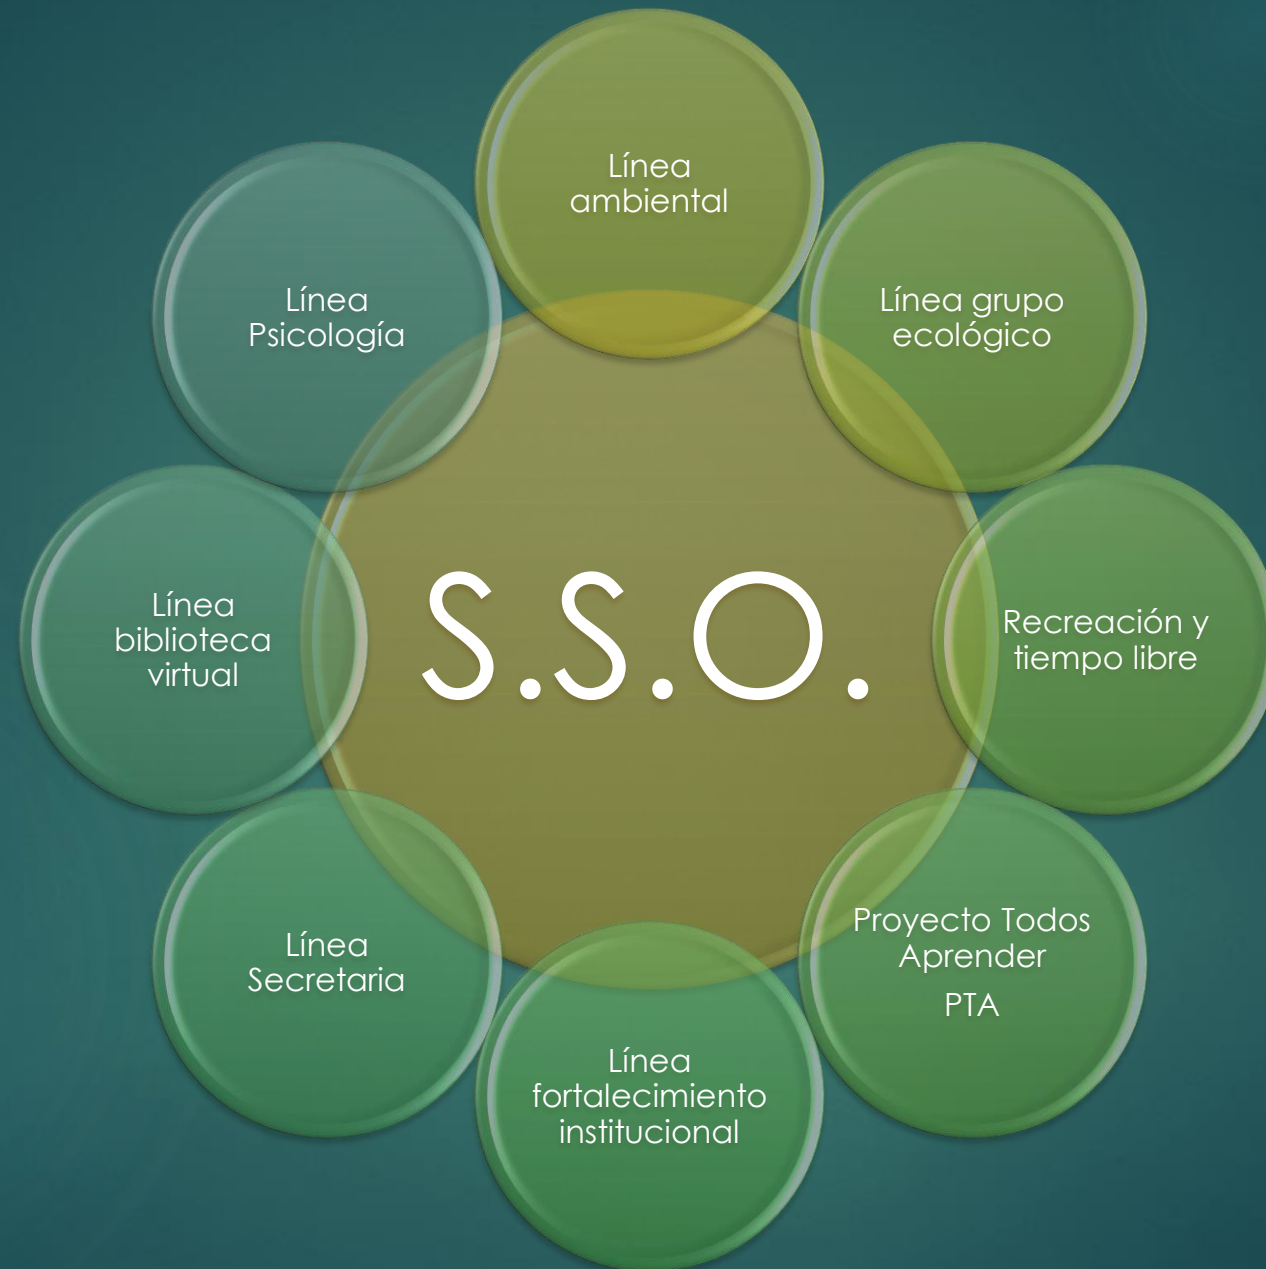 Línea
ambiental
Línea grupo
ecológico
Recreación y
tiempo libre
Proyecto Todos
Aprender
PTA
Línea
fortalecimiento
institucional
Línea
Secretaria
Línea
biblioteca
virtual
Línea
Psicología
S.S.O.